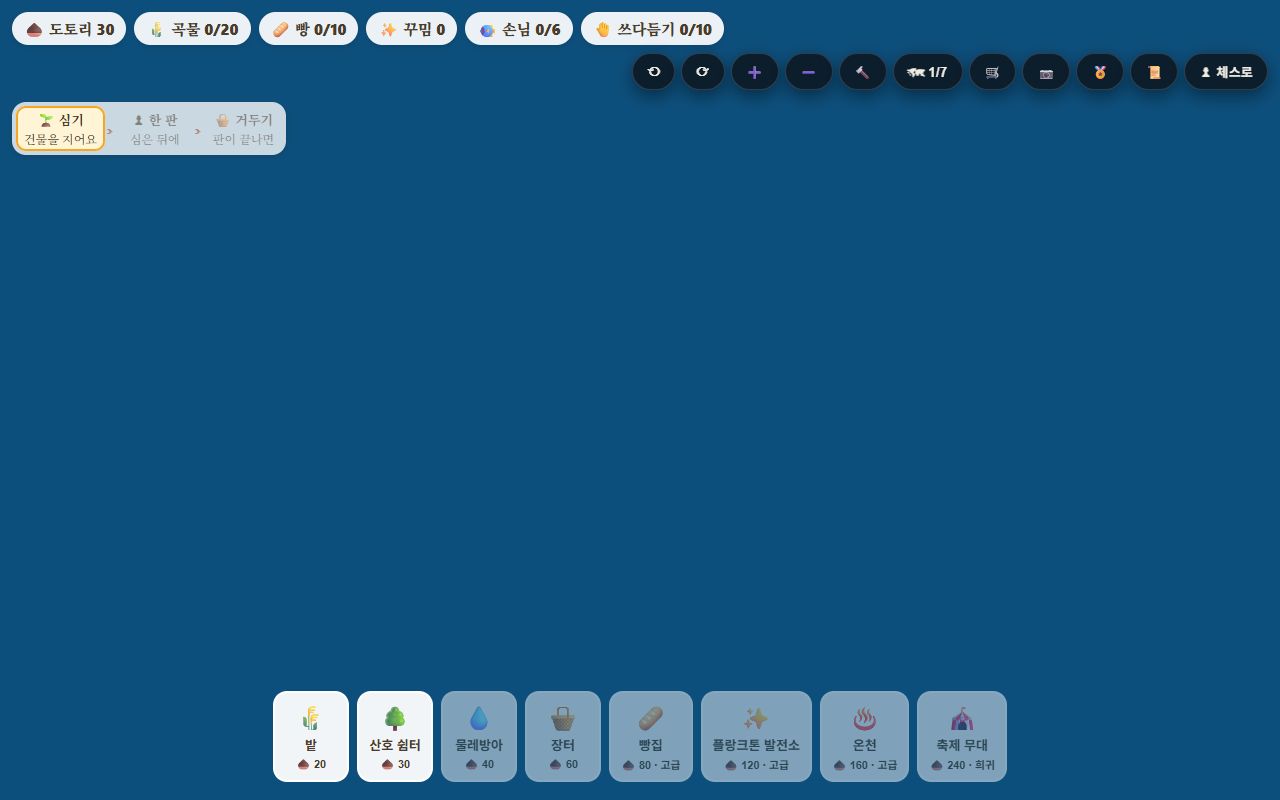 도토리 30
곡물 0/20
빵 0/10
꾸밈 0
손님 0/6
쓰다듬기 0/10
1/7
체스로
심기
건물을 지어요
한 판
심은 뒤에
거두기
판이 끝나면
밭
20
산호 쉼터
30
물레방아
40
장터
60
빵집
80 · 고급
플랑크톤 발전소
120 · 고급
온천
160 · 고급
축제 무대
240 · 희귀